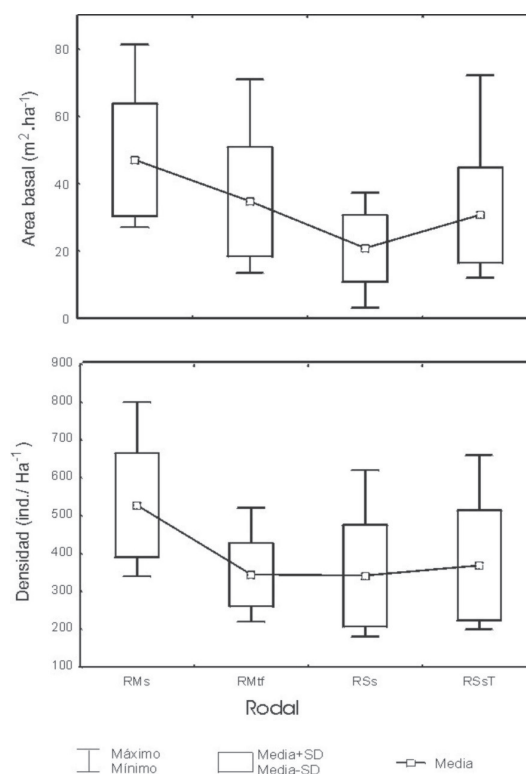 Area basal (m².ha⁻¹)
80
60
40
20
0
Densidad (ind./ Ha⁻¹)
900
800
700
600
500
400
300
200
100
RMs RMtf RSs RSsT
Rodal
Máximo Media+SD Media
Mínimo Media-SD